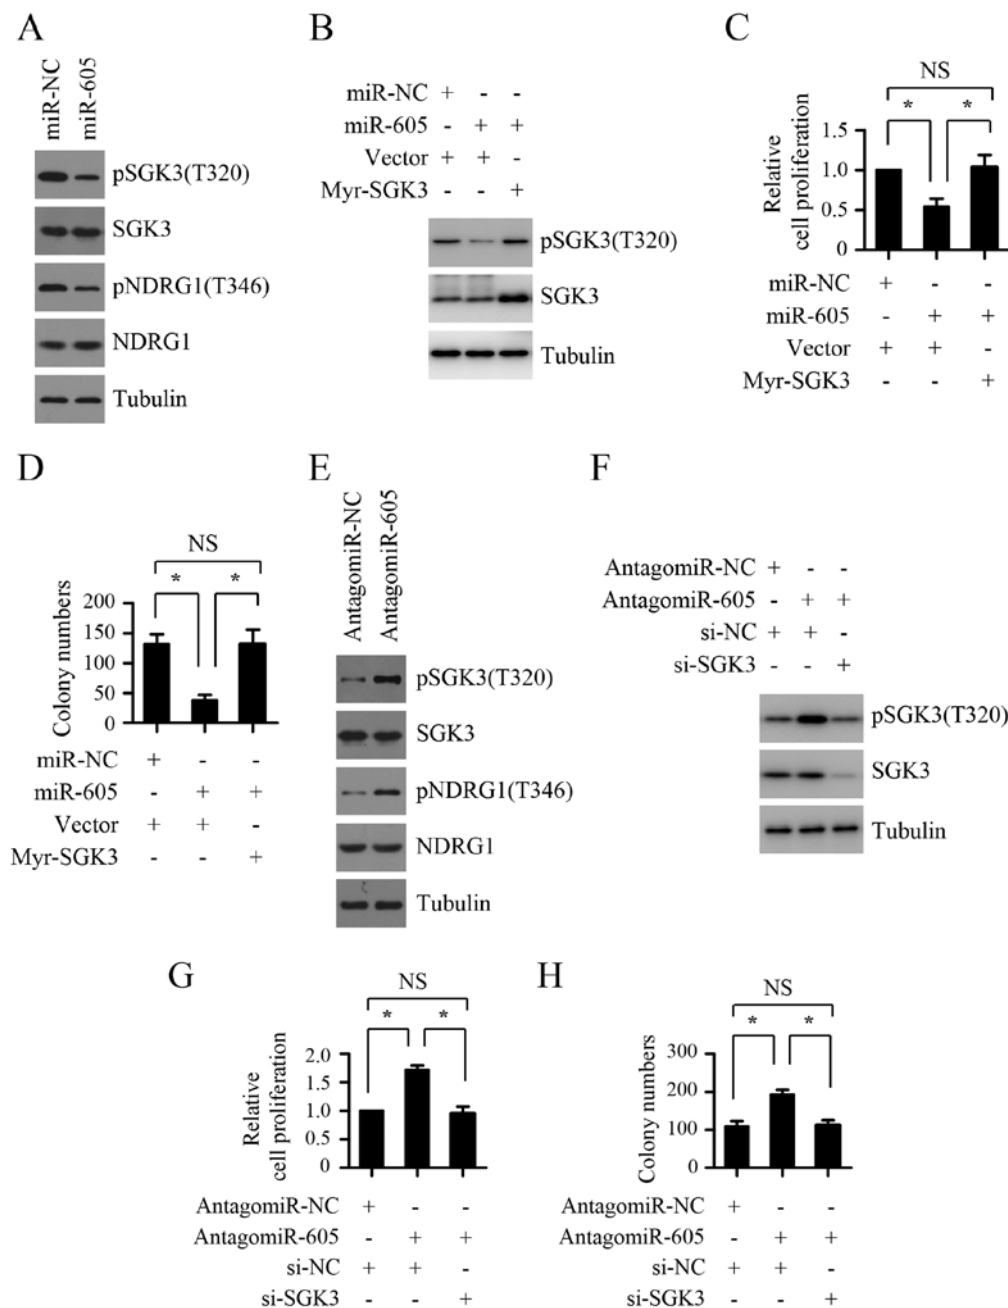 A
miR-NC
miR-605
pSGK3(T320)
SGK3
pNDRG1(T346)
NDRG1
Tubulin
B
miR-NC + - -
miR-605 - + +
Vector + + -
Myr-SGK3 - - +
pSGK3(T320)
SGK3
Tubulin
C
NS
* *
Relative
cell proliferation
1.5
1.0
0.5
0
miR-NC + - -
miR-605 - + +
Vector + + -
Myr-SGK3 - - +
D
NS
* *
Colony numbers
200
150
100
50
0
miR-NC + - -
miR-605 - + +
Vector + + -
Myr-SGK3 - - +
E
AntagomiR-NC
AntagomiR-605
pSGK3(T320)
SGK3
pNDRG1(T346)
NDRG1
Tubulin
F
AntagomiR-NC + - -
AntagomiR-605 - + +
si-NC + + -
si-SGK3 - - +
pSGK3(T320)
SGK3
Tubulin
G
NS
* *
Relative
cell proliferation
2.0
1.5
1.0
0.5
0
AntagomiR-NC + - -
AntagomiR-605 - + +
si-NC + + -
si-SGK3 - - +
H
NS
* *
Colony numbers
300
200
100
0
AntagomiR-NC + - -
AntagomiR-605 - + +
si-NC + + -
si-SGK3 - - +